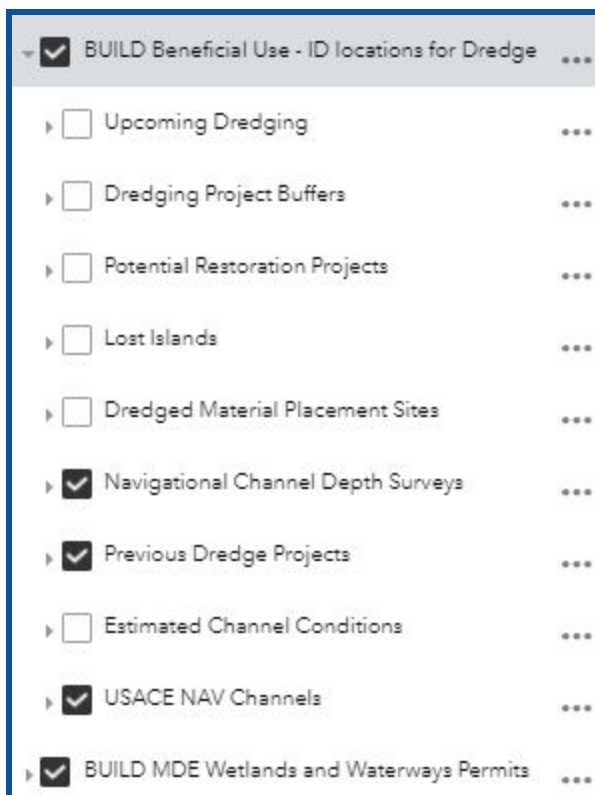 BUILD Beneficial Use - ID locations for Dredge
Upcoming Dredging
Dredging Project Buffers
Potential Restoration Projects
Lost Islands
Dredged Material Placement Sites
Navigational Channel Depth Surveys
Previous Dredge Projects
Estimated Channel Conditions
USACE NAV Channels
BUILD MDE Wetlands and Waterways Permits